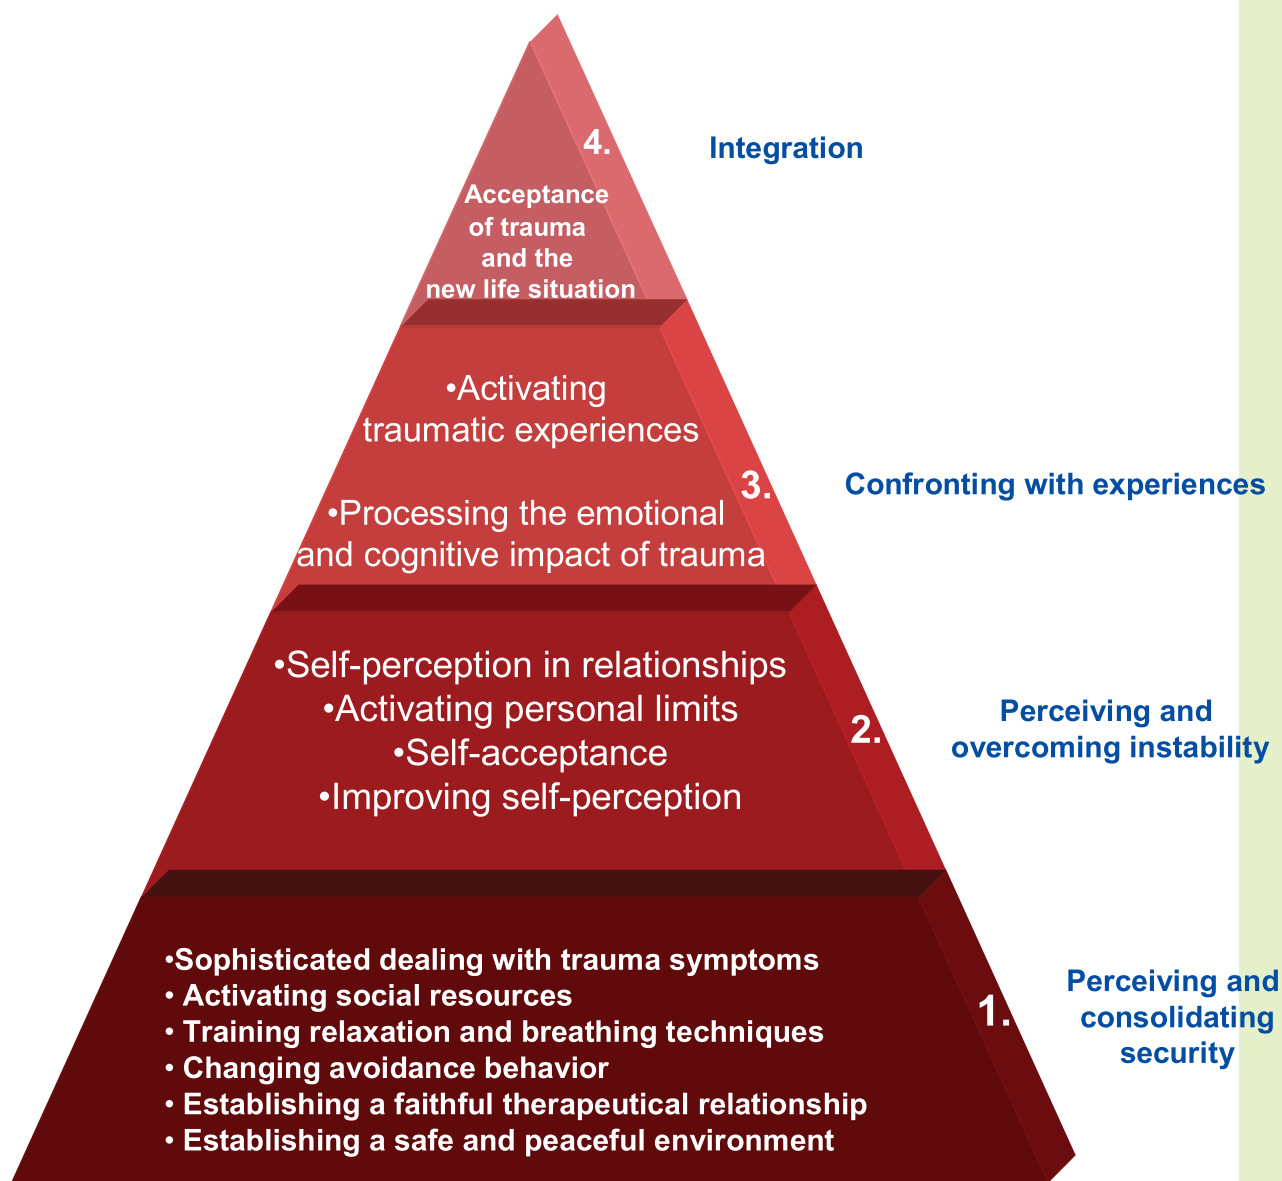 4.
Integration
Acceptance
of trauma
and the
new life situation
•Activating
traumatic experiences
3.
Confronting with experiences
•Processing the emotional
and cognitive impact of trauma
•Self-perception in relationships
•Activating personal limits
•Self-acceptance
•Improving self-perception
2.
Perceiving and
overcoming instability
•Sophisticated dealing with trauma symptoms
• Activating social resources
• Training relaxation and breathing techniques
• Changing avoidance behavior
• Establishing a faithful therapeutical relationship
• Establishing a safe and peaceful environment
1.
Perceiving and
consolidating
security